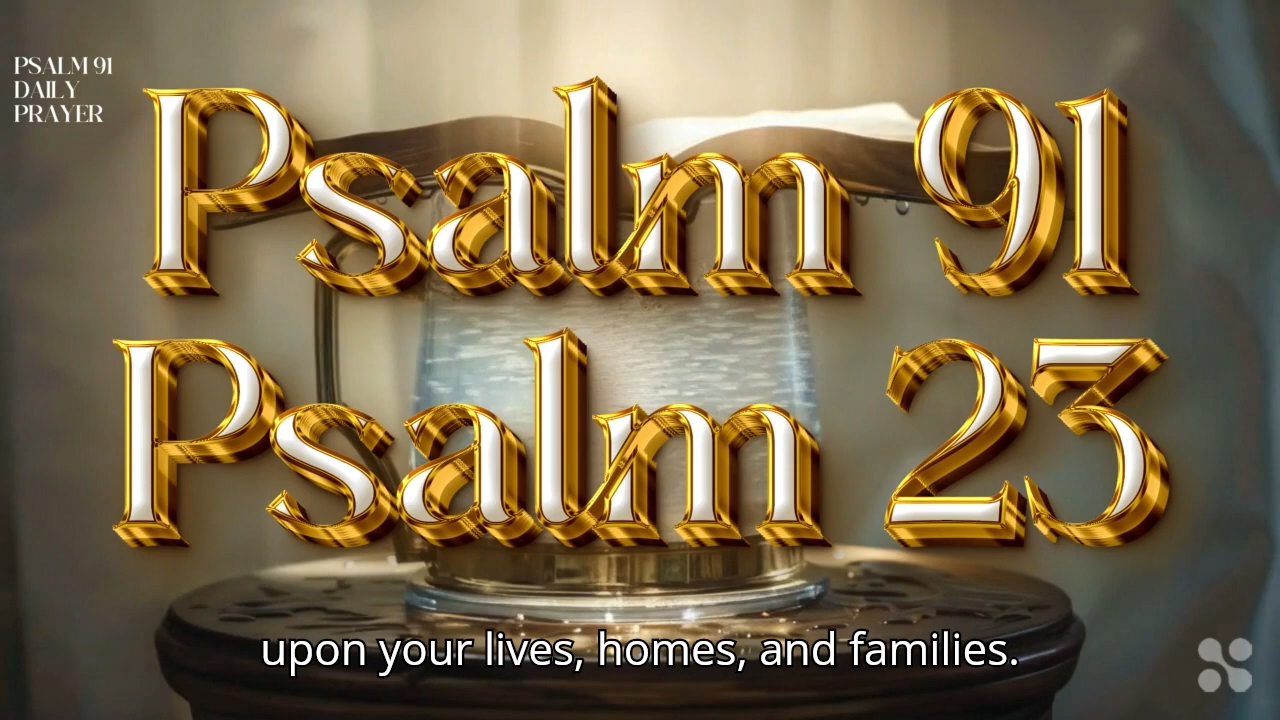 PSALM 91
DAILY
PRAYER
Psalm 91
Psalm 23
upon your lives, homes, and families.